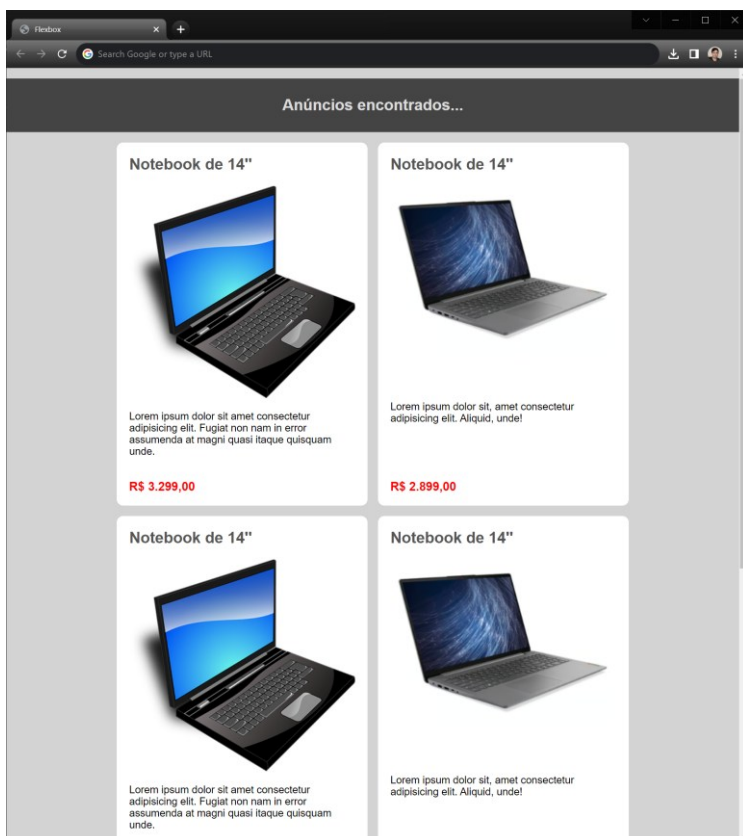 Flexbox
Search Google or type a URL
Anúncios encontrados...
Notebook de 14"
Lorem ipsum dolor sit amet consectetur
adipisicing elit. Fugiat non nam in error
assumenda at magni quasi itaque quisquam
unde.
R$ 3.299,00
Notebook de 14"
Lorem ipsum dolor sit, amet consectetur
adipisicing elit. Aliquid, unde!
R$ 2.899,00
Notebook de 14"
Lorem ipsum dolor sit amet consectetur
adipisicing elit. Fugiat non nam in error
assumenda at magni quasi itaque quisquam
unde.
Notebook de 14"
Lorem ipsum dolor sit, amet consectetur
adipisicing elit. Aliquid, unde!